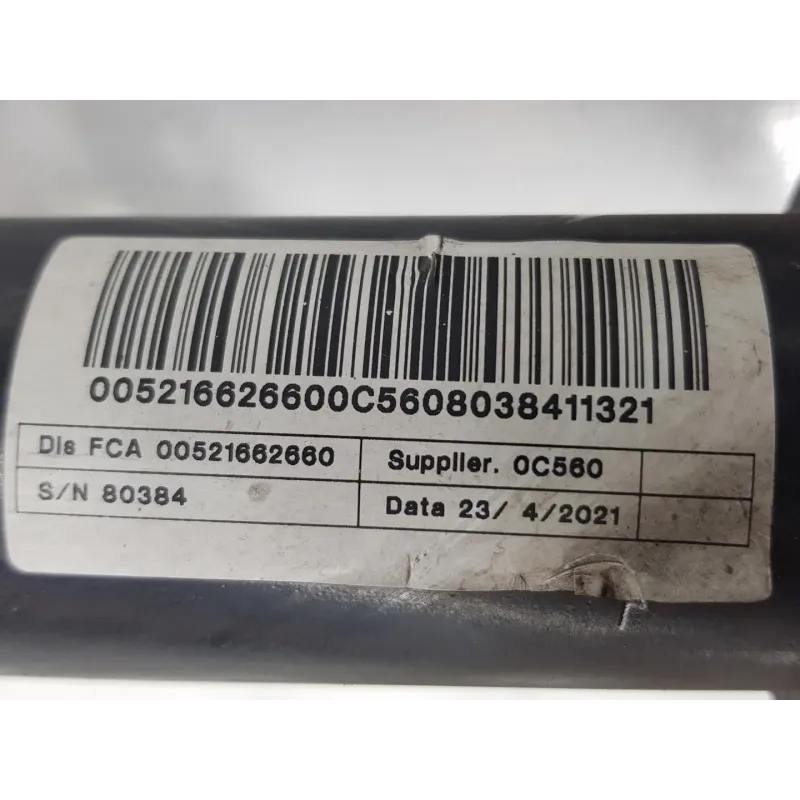 005216626600C5608038411321
Dis FCA 00521662660
Supplier. 0C560
S/N 80384
Data 23/ 4/2021